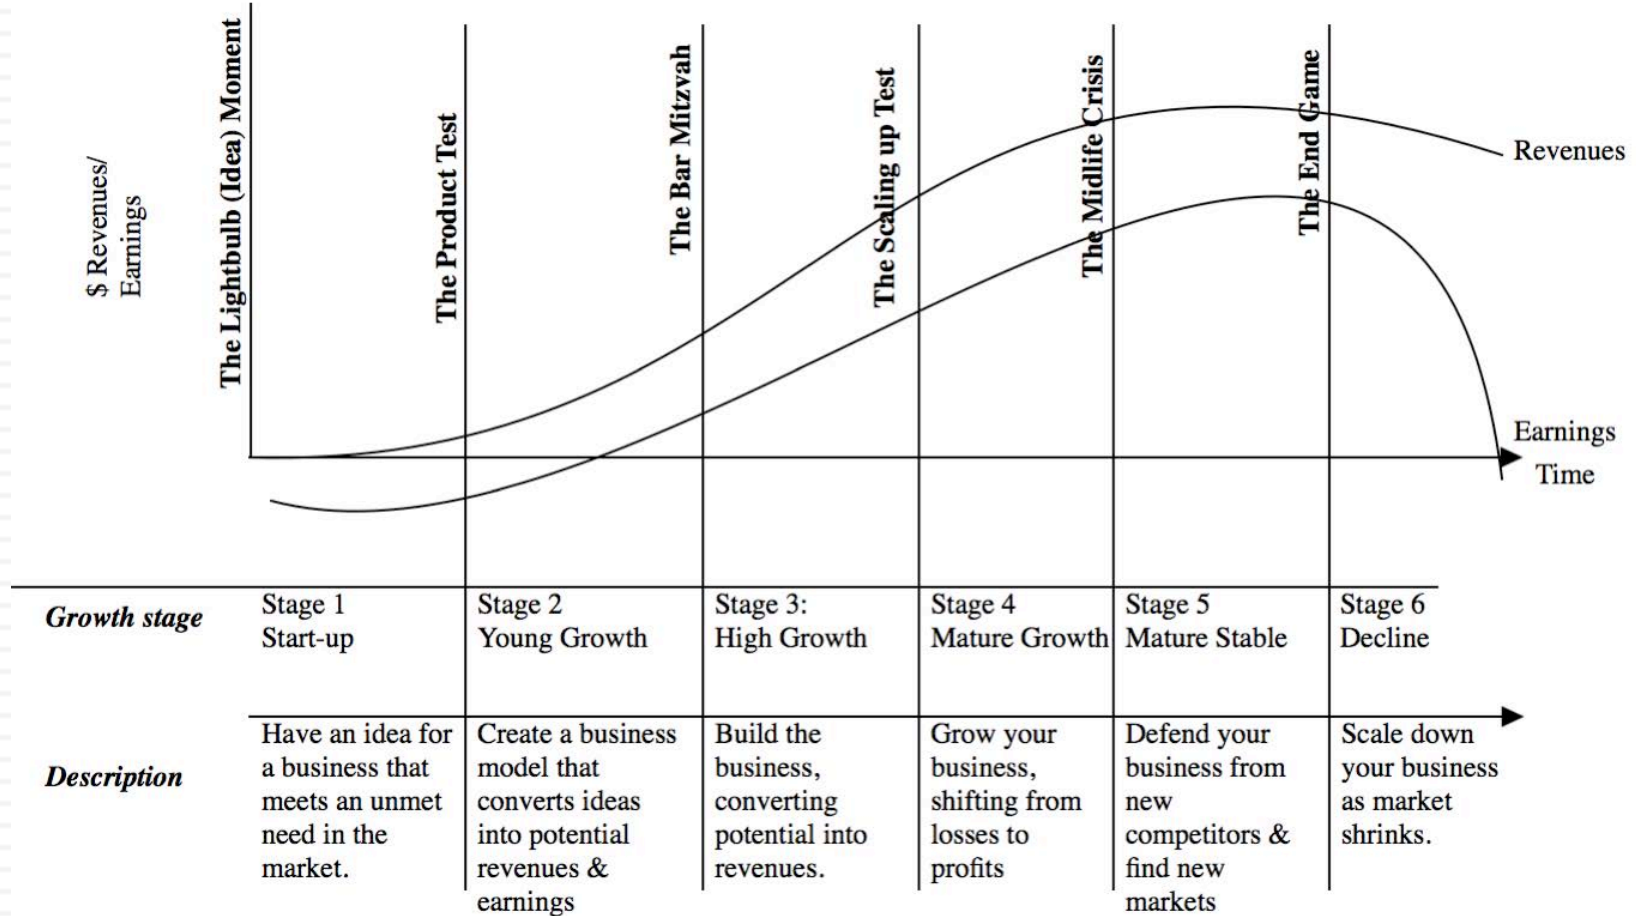 $ Revenues/
Earnings
The Lightbulb (Idea) Moment
The Product Test
The Bar Mitzvah
The Scaling up Test
The Midlife Crisis
The End Game
Revenues
Earnings
Time
Growth stage
Stage 1
Start-up
Stage 2
Young Growth
Stage 3:
High Growth
Stage 4
Mature Growth
Stage 5
Mature Stable
Stage 6
Decline
Description
Have an idea for
a business that
meets an unmet
need in the
market.
Create a business
model that
converts ideas
into potential
revenues &
earnings
Build the
business,
converting
potential into
revenues.
Grow your
business,
shifting from
losses to
profits
Defend your
business from
new
competitors &
find new
markets
Scale down
your business
as market
shrinks.